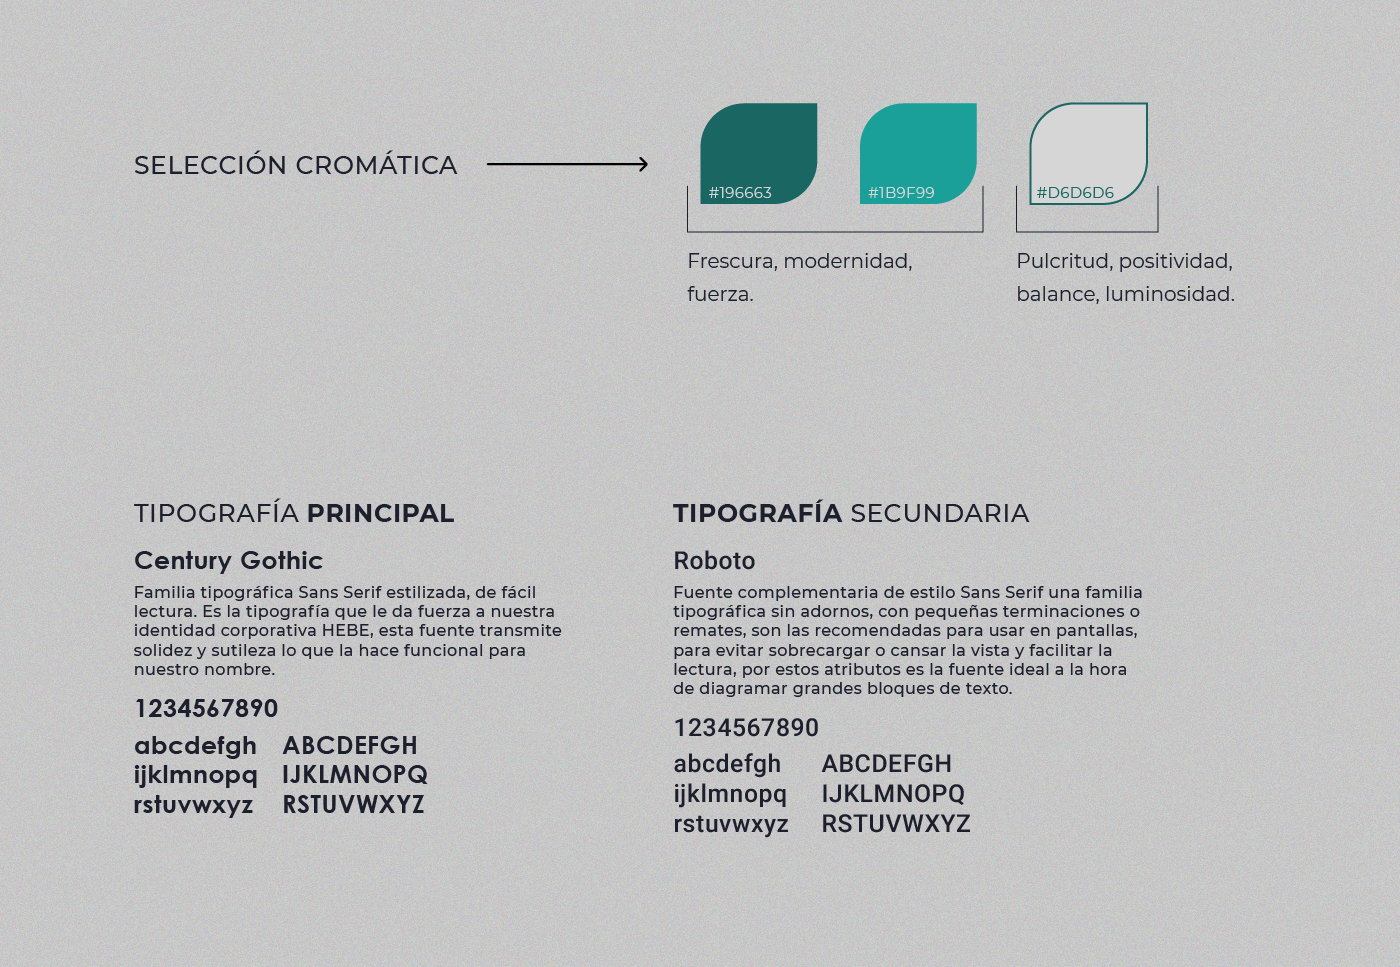 SELECCIÓN CROMÁTICA
#196663
#1B9F99
#D6D6D6
Frescura, modernidad,
fuerza.
Pulcritud, positividad,
balance, luminosidad.
TIPOGRAFÍA PRINCIPAL
Century Gothic
Familia tipográfica Sans Serif estilizada, de fácil
lectura. Es la tipografía que le da fuerza a nuestra
identidad corporativa HEBE, esta fuente transmite
solidez y sutileza lo que la hace funcional para
nuestro nombre.
1234567890
abcdefgh ABCDEFGH
ijklmnopq IJKLMNOPQ
rstuvwxyz RSTUVWXYZ
TIPOGRAFÍA SECUNDARIA
Roboto
Fuente complementaria de estilo Sans Serif una familia
tipográfica sin adornos, con pequeñas terminaciones o
remates, son las recomendadas para usar en pantallas,
para evitar sobrecargar o cansar la vista y facilitar la
lectura, por estos atributos es la fuente ideal a la hora
de diagramar grandes bloques de texto.
1234567890
abcdefgh ABCDEFGH
ijklmnopq IJKLMNOPQ
rstuvwxyz RSTUVWXYZ